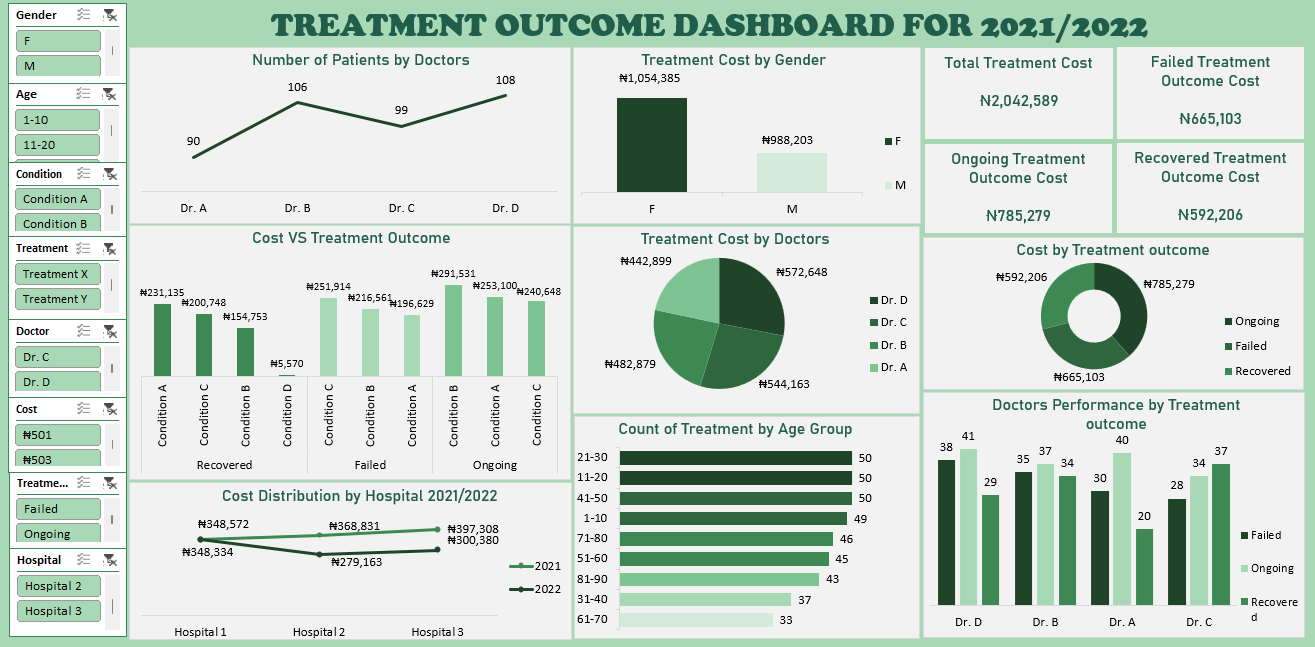 TREATMENT OUTCOME DASHBOARD FOR 2021/2022
Gender
F
M
Age
1-10
11-20
Condition
Condition A
Condition B
Treatment
Treatment X
Treatment Y
Doctor
Dr. C
Dr. D
Cost
₦501
₦503
Treatme...
Failed
Ongoing
Hospital
Hospital 2
Hospital 3
Number of Patients by Doctors
90
106
99
108
Dr. A
Dr. B
Dr. C
Dr. D
Treatment Cost by Gender
₦1,054,385
₦988,203
F
M
F
M
Total Treatment Cost
₦2,042,589
Failed Treatment
Outcome Cost
₦665,103
Ongoing Treatment
Outcome Cost
₦785,279
Recovered Treatment
Outcome Cost
₦592,206
Cost VS Treatment Outcome
₦231,135
₦200,748
₦154,753
₦5,570
₦251,914
₦216,561
₦196,629
₦291,531
₦253,100
₦240,648
Condition A
Condition C
Condition B
Condition D
Condition C
Condition B
Condition A
Condition B
Condition A
Condition C
Recovered
Failed
Ongoing
Treatment Cost by Doctors
₦442,899
₦572,648
₦482,879
₦544,163
Dr. D
Dr. C
Dr. B
Dr. A
Cost by Treatment outcome
₦592,206
₦785,279
₦665,103
Ongoing
Failed
Recovered
Cost Distribution by Hospital 2021/2022
₦348,572
₦368,831
₦397,308
₦348,334
₦279,163
₦300,380
2021
2022
Hospital 1
Hospital 2
Hospital 3
Count of Treatment by Age Group
21-30 50
11-20 50
41-50 50
1-10 49
71-80 46
51-60 45
81-90 43
31-40 37
61-70 33
Doctors Performance by Treatment
outcome
38
41
29
35
37
34
30
40
20
28
34
37
Dr. D
Dr. B
Dr. A
Dr. C
Failed
Ongoing
Recovere
d